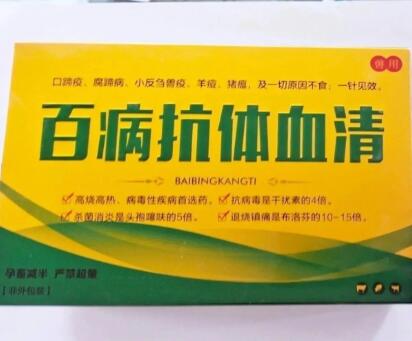 兽用
口蹄疫、腐蹄病、小反刍兽疫、羊痘、猪瘟，及一切原因不食，一针见效。
百病抗体血清
BAIBINGKANGTI
高烧高热、病毒性疾病首选药。
抗病毒是干扰素的4倍。
杀菌消炎是头孢噻呋的5倍。
退烧镇痛是布洛芬的10-15倍。
孕畜减半 严禁超量
【非外包装】